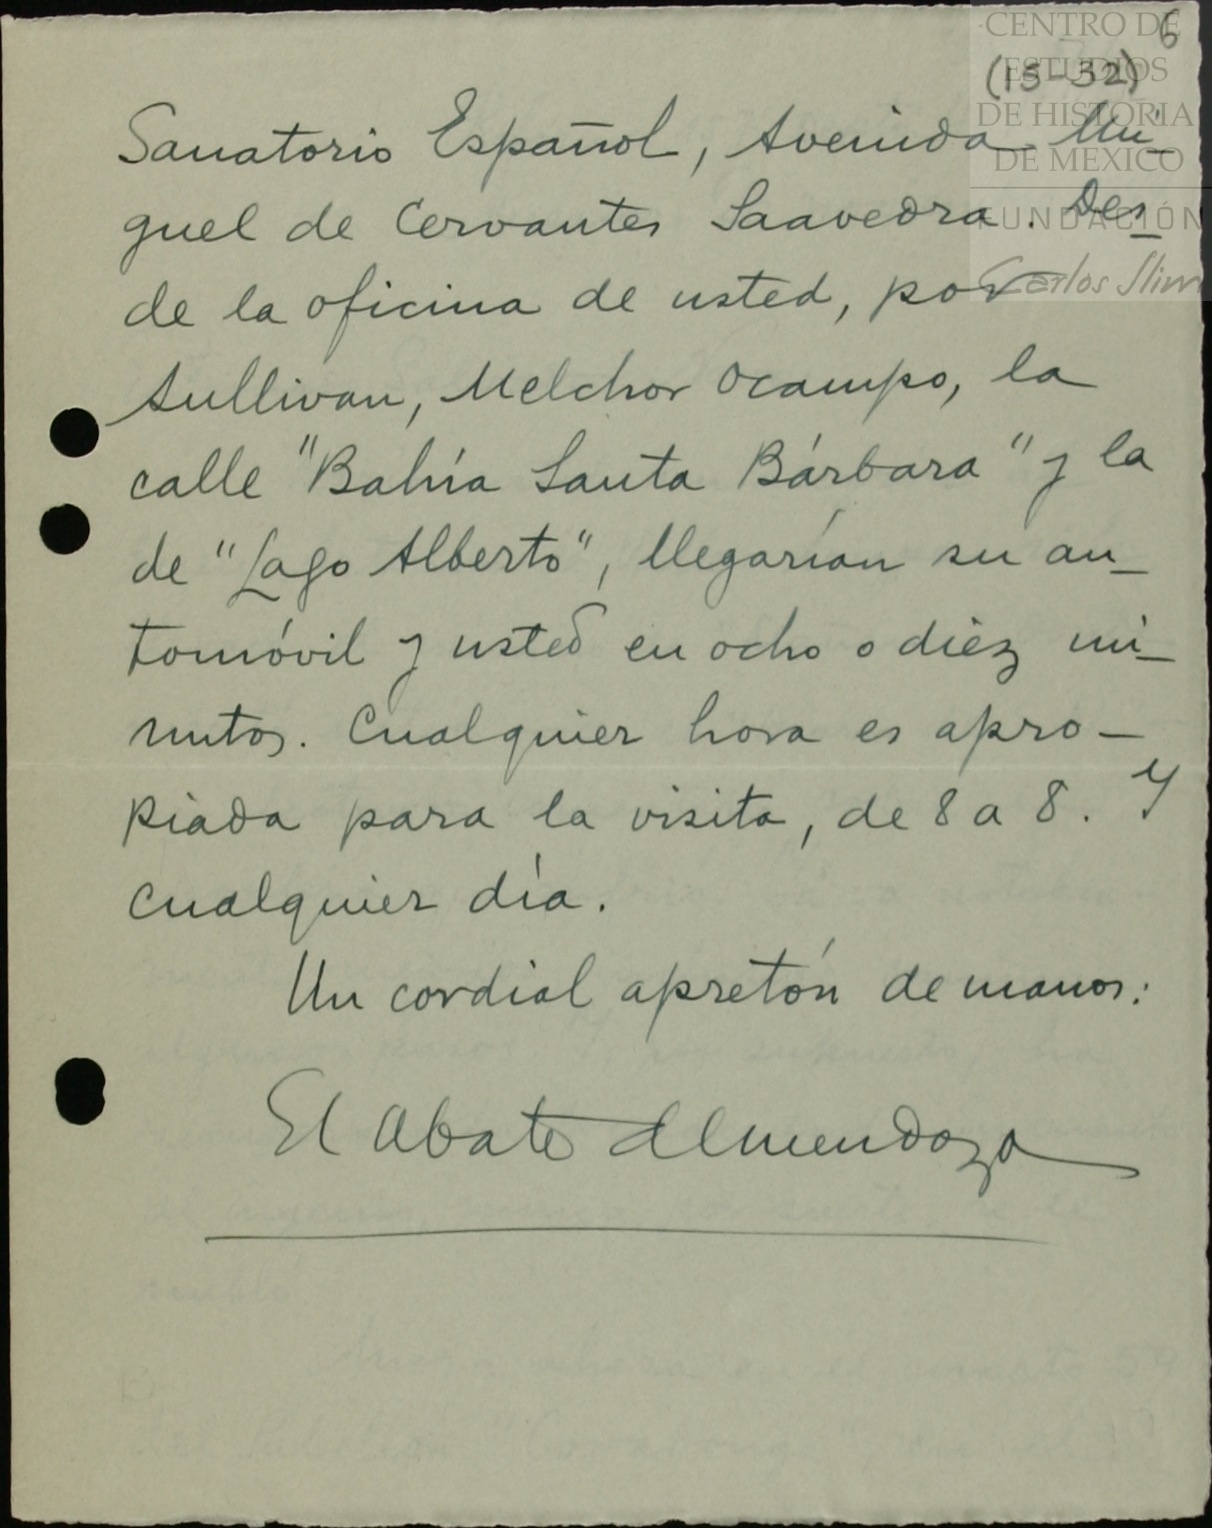 6
(15-32)
CENTRO DE
ESTUDIOS
DE HISTORIA
DE MEXICO
FUNDACIÓN
Carlos Slim
Sanatorio Español, Avenida Mi-
guel de Cervantes Saavedra. Des-
de la oficina de usted, por
Sullivan, Melchor Ocampo, la
calle "Bahía Santa Bárbara" y la
de "Lago Alberto", llegarían su au-
tomóvil y usted en ocho o diez mi-
nutos. Cualquier hora es apro-
piada para la visita, de 8 a 8. Y
cualquier día.
Un cordial apretón de manos:
El Abate Almendoza